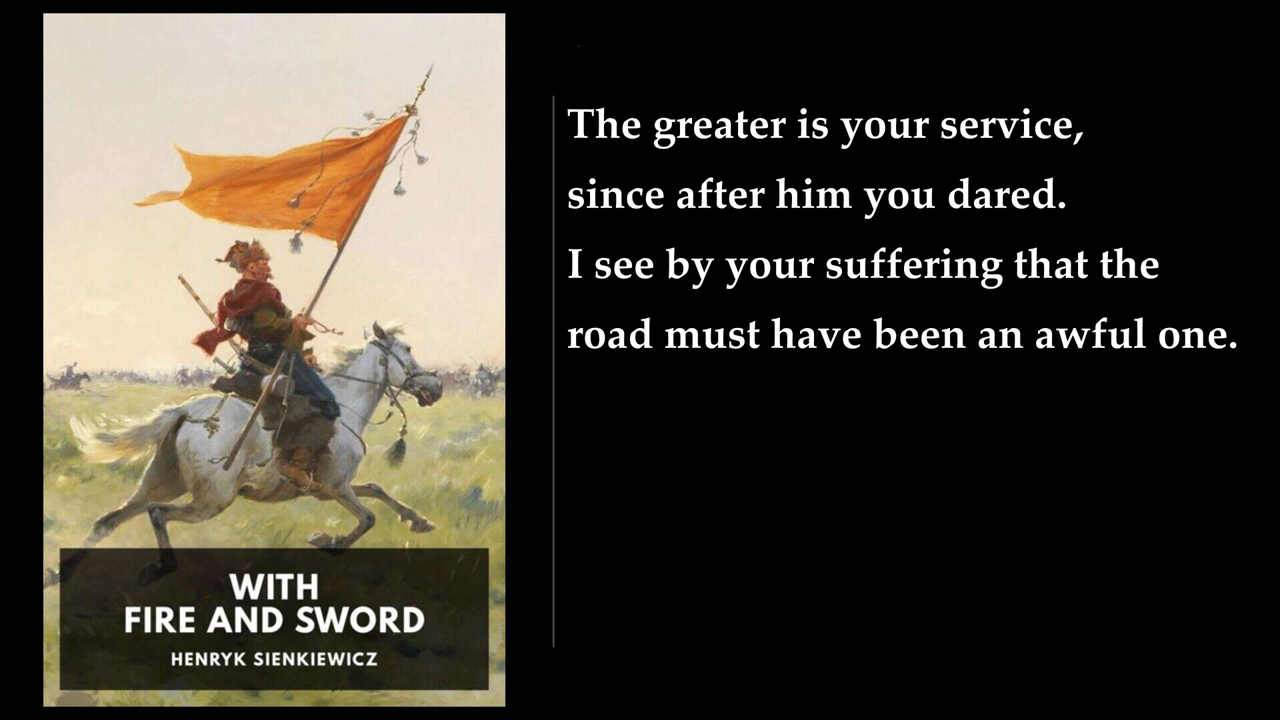 WITH
FIRE AND SWORD
HENRYK SIENKIEWICZ
The greater is your service,
since after him you dared.
I see by your suffering that the
road must have been an awful one.